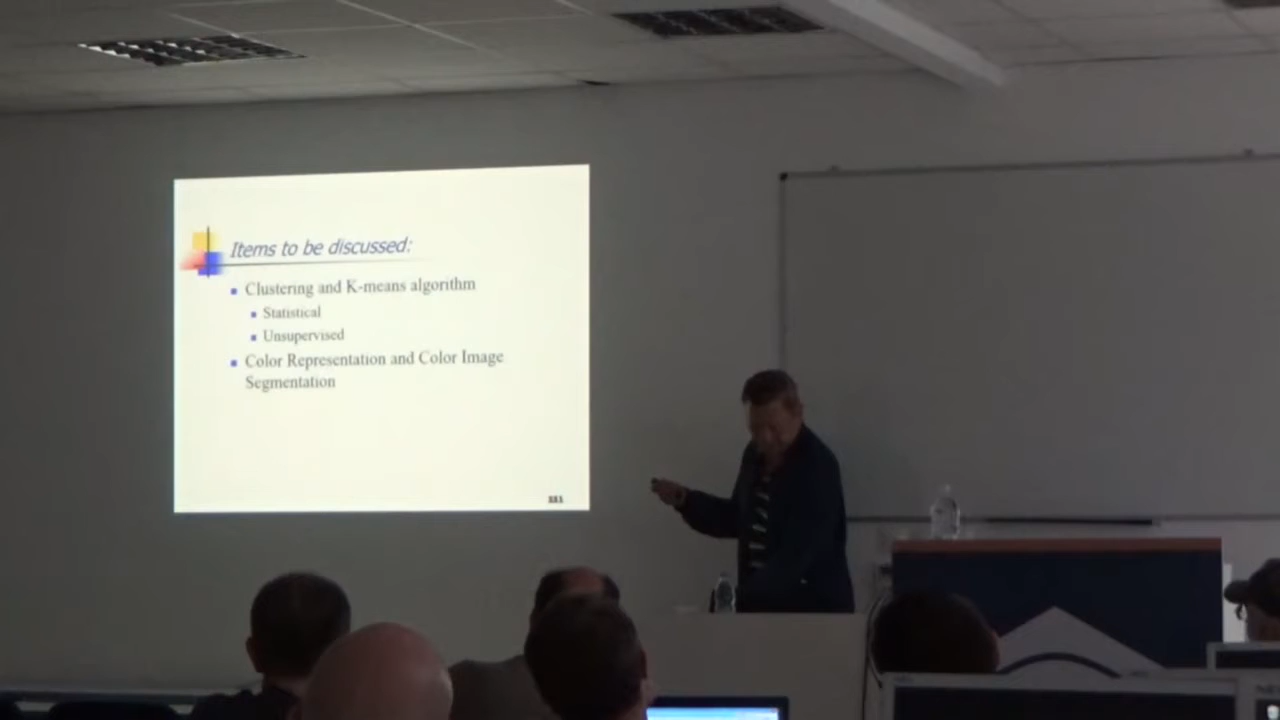 Items to be discussed:
Clustering and K-means algorithm
Statistical
Unsupervised
Color Representation and Color Image
Segmentation